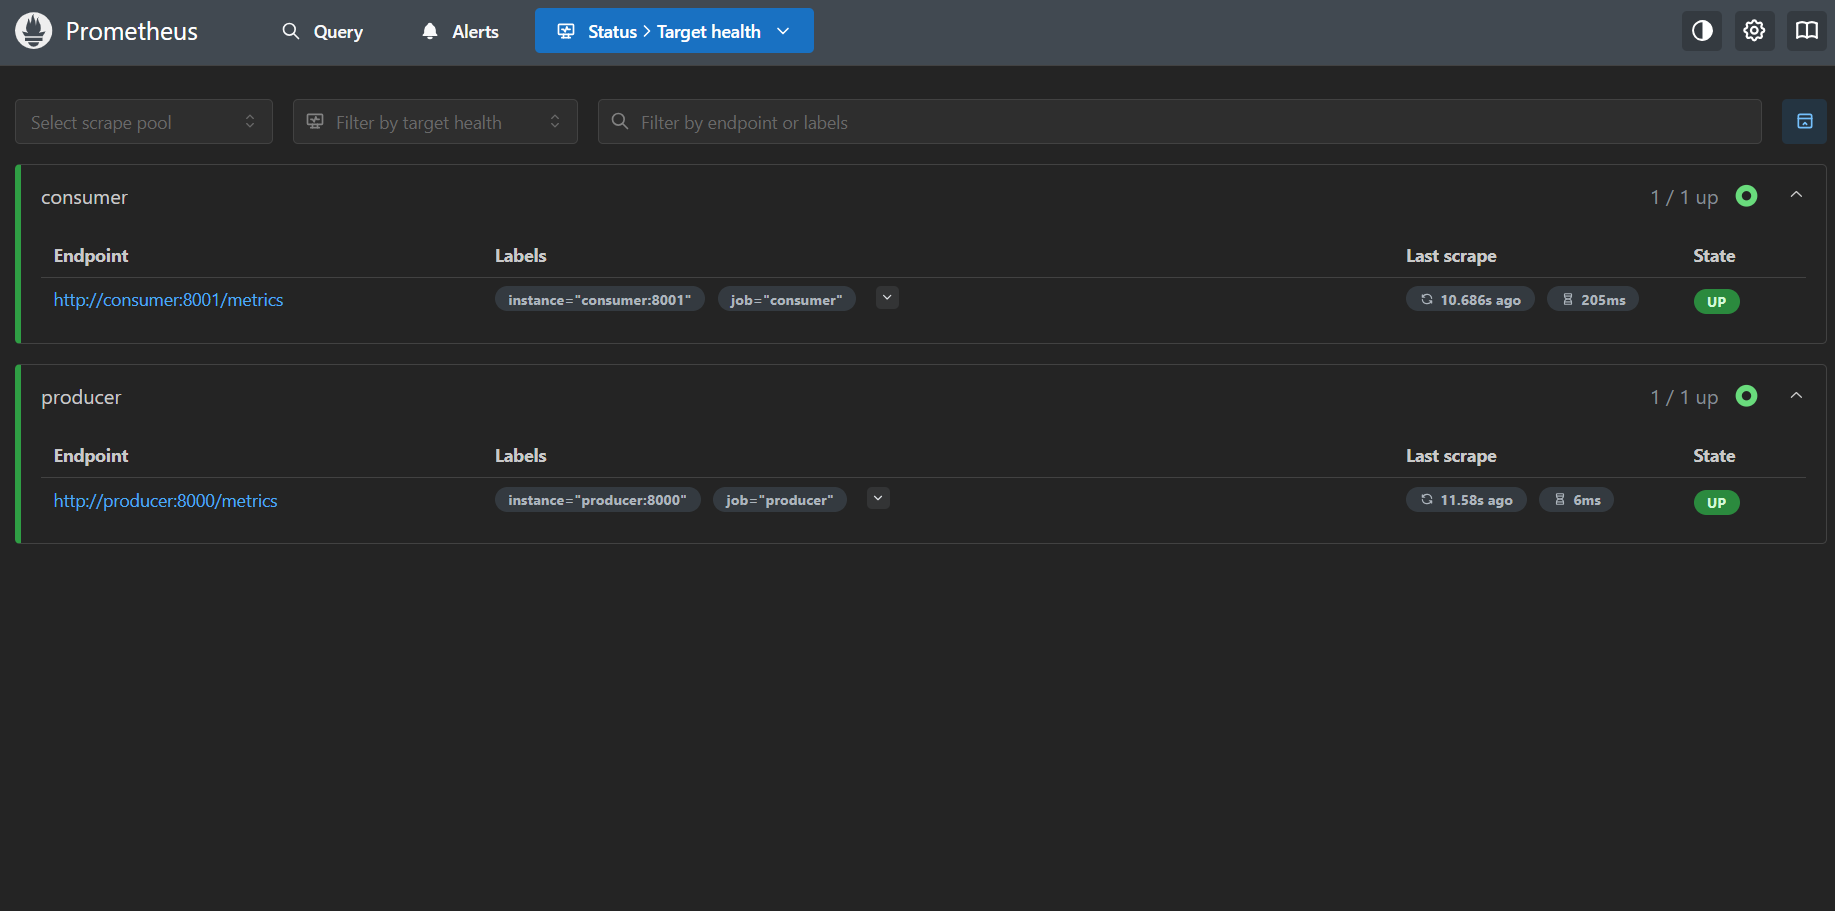 Prometheus Query Alerts Status > Target health
Select scrape pool Filter by target health Filter by endpoint or labels
consumer 1 / 1 up
Endpoint Labels Last scrape State
http://consumer:8001/metrics instance="consumer:8001" job="consumer" 10.686s ago 205ms UP
producer 1 / 1 up
Endpoint Labels Last scrape State
http://producer:8000/metrics instance="producer:8000" job="producer" 11.58s ago 6ms UP